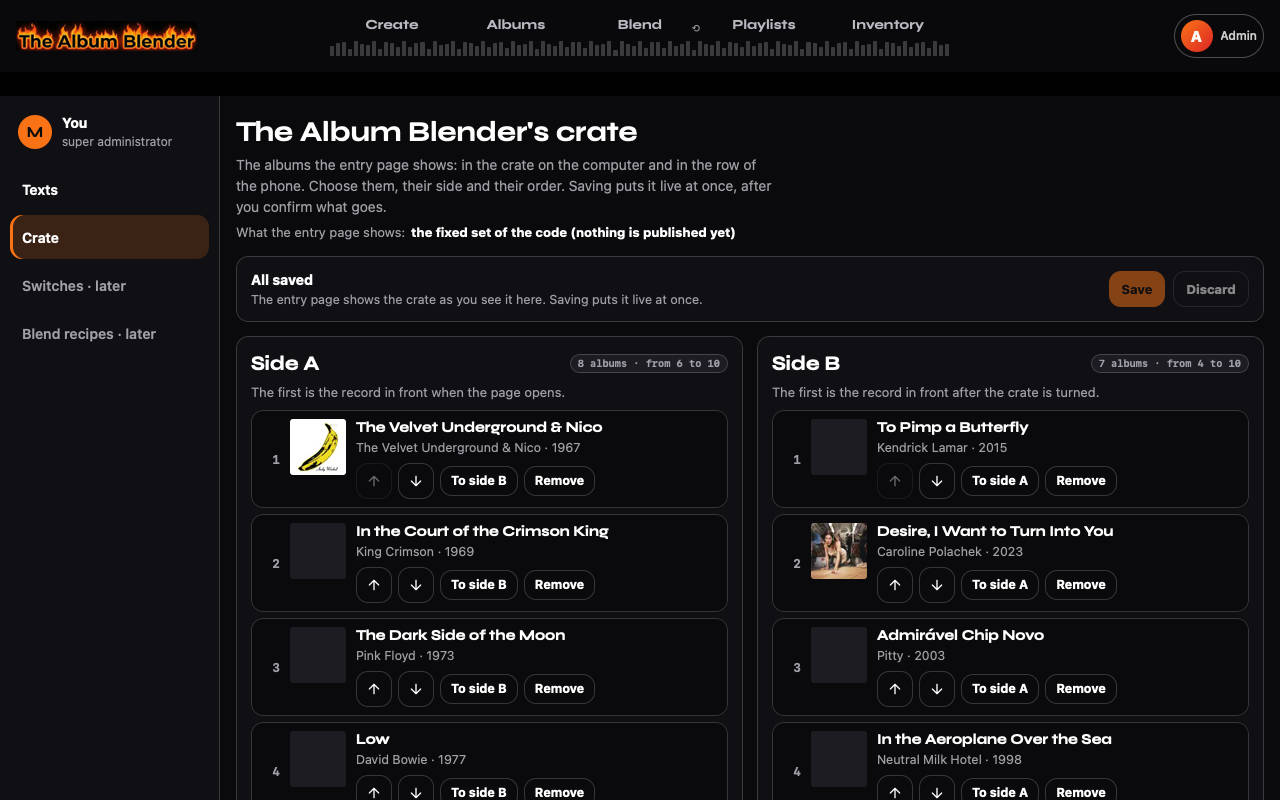 The Album Blender
Create
Albums
Blend
Playlists
Inventory
A
Admin
M
You
super administrator
Texts
Crate
Switches · later
Blend recipes · later
The Album Blender's crate
The albums the entry page shows: in the crate on the computer and in the row of
the phone. Choose them, their side and their order. Saving puts it live at once, after
you confirm what goes.
What the entry page shows: the fixed set of the code (nothing is published yet)
All saved
The entry page shows the crate as you see it here. Saving puts it live at once.
Save
Discard
Side A
8 albums · from 6 to 10
The first is the record in front when the page opens.
1
The Velvet Underground & Nico
The Velvet Underground & Nico · 1967
↑ ↓ To side B Remove
2
In the Court of the Crimson King
King Crimson · 1969
↑ ↓ To side B Remove
3
The Dark Side of the Moon
Pink Floyd · 1973
↑ ↓ To side B Remove
4
Low
David Bowie · 1977
↑ ↓ To side B Remove
Side B
7 albums · from 4 to 10
The first is the record in front after the crate is turned.
1
To Pimp a Butterfly
Kendrick Lamar · 2015
↑ ↓ To side A Remove
2
Desire, I Want to Turn Into You
Caroline Polachek · 2023
↑ ↓ To side A Remove
3
Admirável Chip Novo
Pitty · 2003
↑ ↓ To side A Remove
4
In the Aeroplane Over the Sea
Neutral Milk Hotel · 1998
↑ ↓ To side A Remove